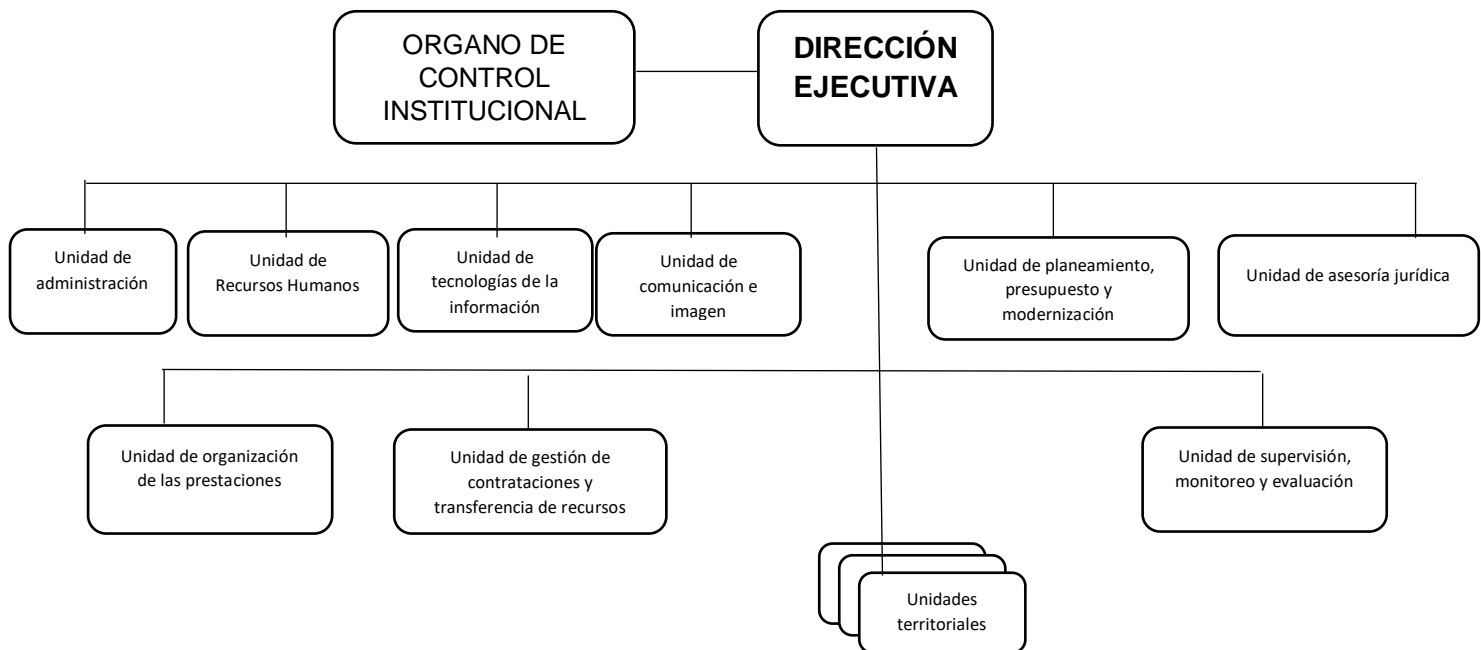 ORGANO DE
CONTROL
INSTITUCIONAL
DIRECCIÓN
EJECUTIVA
Unidad de
administración
Unidad de
Recursos Humanos
Unidad de
tecnologías de la
información
Unidad de
comunicación e
imagen
Unidad de planeamiento,
presupuesto y
modernización
Unidad de asesoría jurídica
Unidad de organización
de las prestaciones
Unidad de gestión de
contrataciones y
transferencia de recursos
Unidad de supervisión,
monitoreo y evaluación
Unidades
territoriales